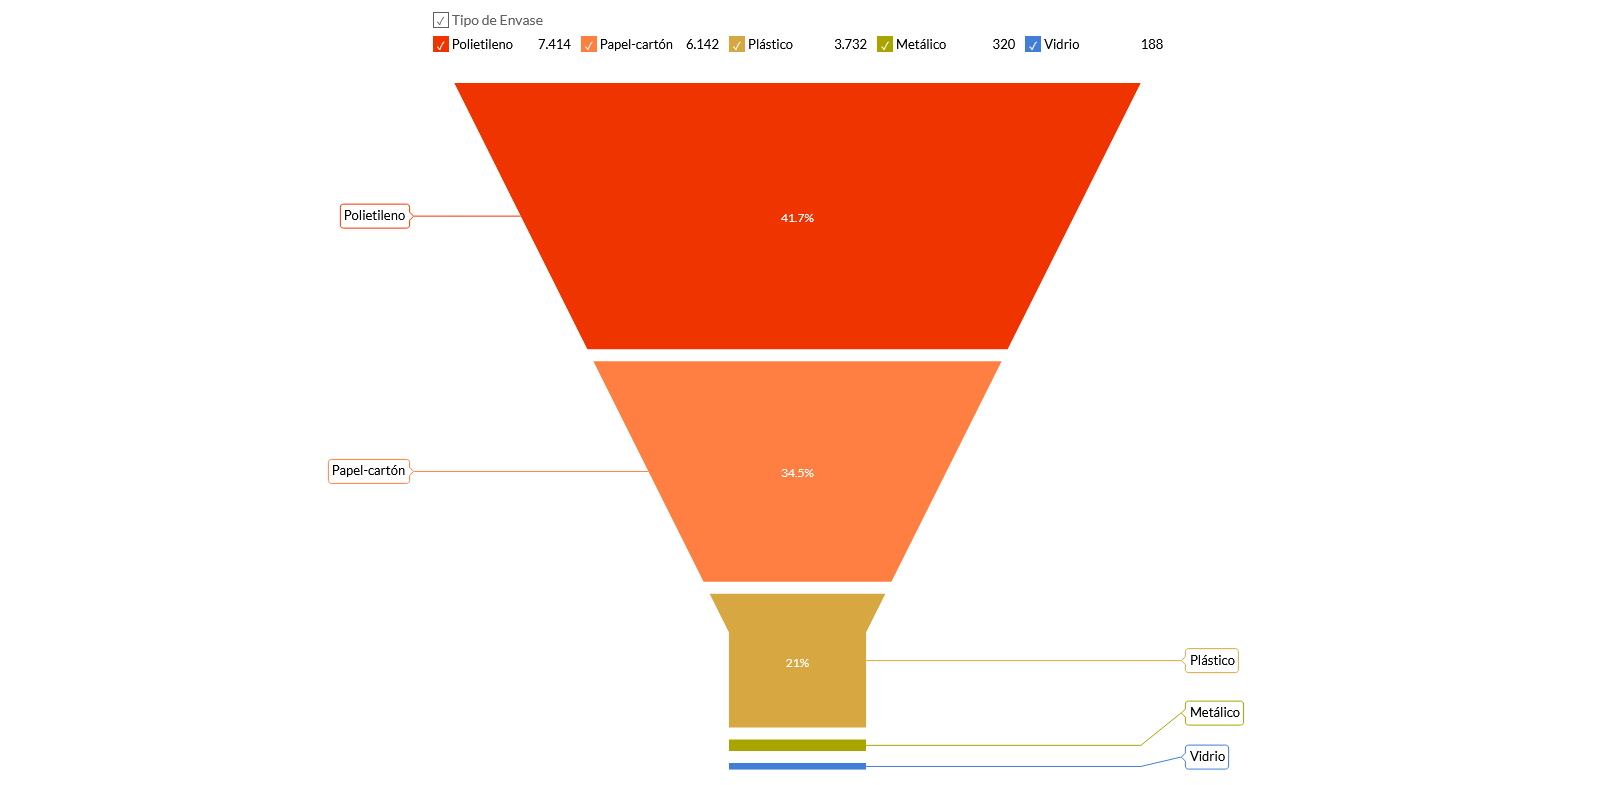 Tipo de Envase
Polietileno 7.414 Papel-cartón 6.142 Plástico 3.732 Metálico 320 Vidrio 188
Polietileno
41.7%
Papel-cartón
34.5%
21%
Plástico
Metálico
Vidrio